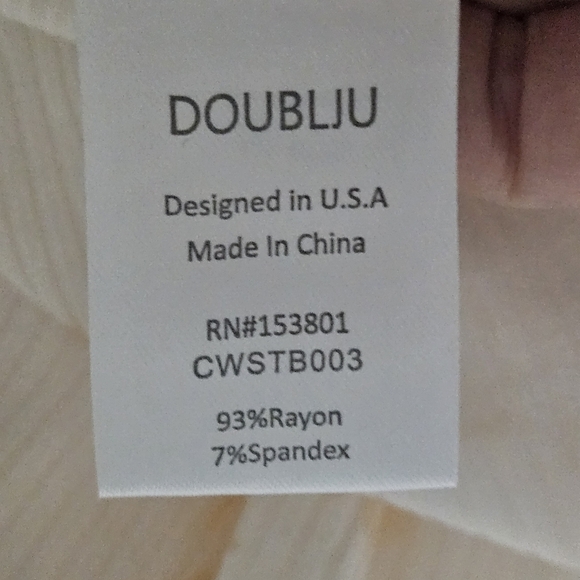 DOUBLJU
Designed in U.S.A
Made In China
RN#153801
CWSTB003
93%Rayon
7%Spandex